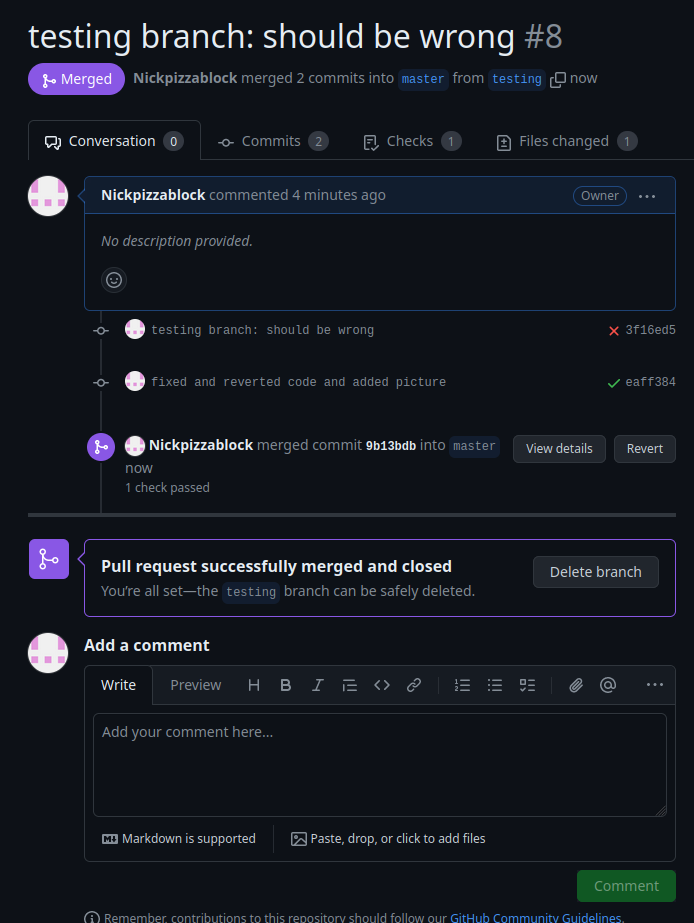 testing branch: should be wrong #8
Merged Nickpizzablock merged 2 commits into master from testing now
Conversation 0 Commits 2 Checks 1 Files changed 1
Nickpizzablock commented 4 minutes ago Owner
No description provided.
testing branch: should be wrong 3f16ed5
fixed and reverted code and added picture eaff384
Nickpizzablock merged commit 9b13bdb into master View details Revert
now
1 check passed
Pull request successfully merged and closed
You're all set—the testing branch can be safely deleted. Delete branch
Add a comment
Write Preview
Add your comment here...
Markdown is supported Paste, drop, or click to add files
Comment
Remember, contributions to this repository should follow our GitHub Community Guidelines.